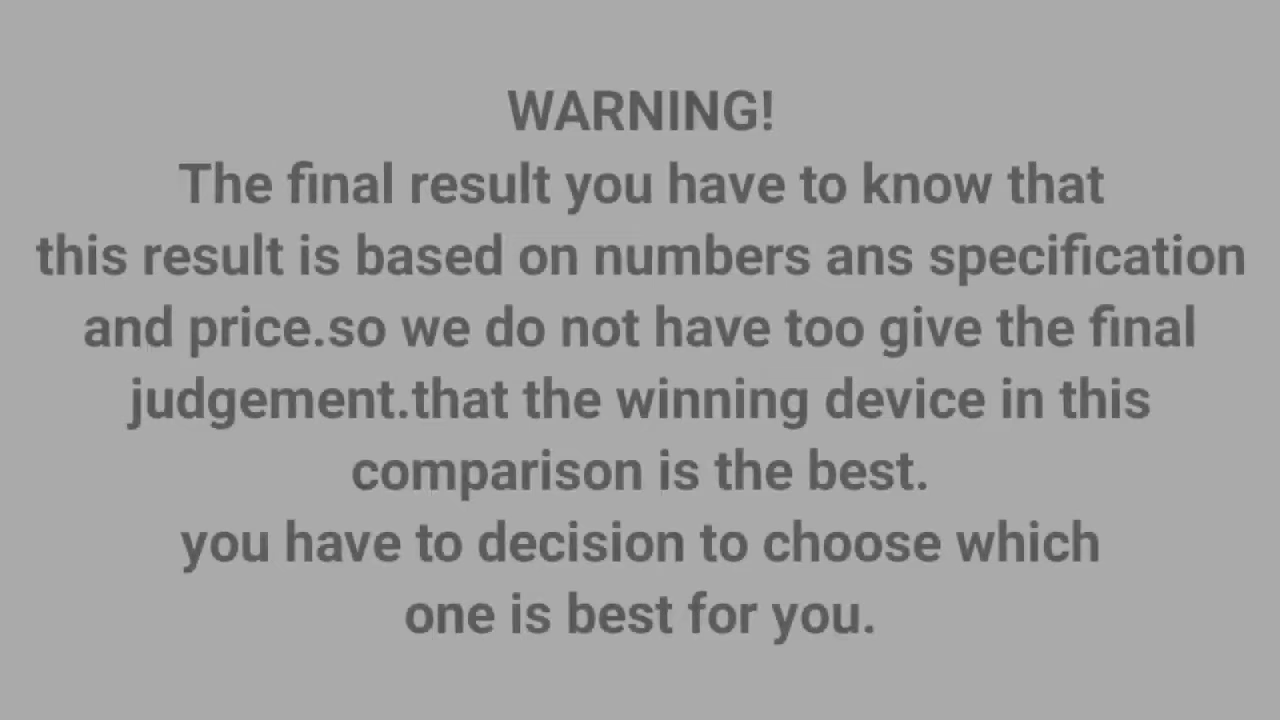 WARNING!
The final result you have to know that
this result is based on numbers ans specification
and price.so we do not have too give the final
judgement.that the winning device in this
comparison is the best.
you have to decision to choose which
one is best for you.